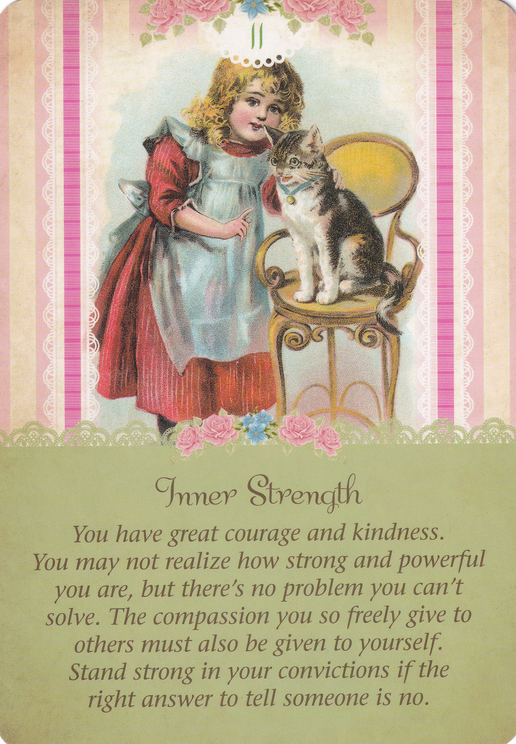 11
Inner Strength
You have great courage and kindness.
You may not realize how strong and powerful
you are, but there's no problem you can't
solve. The compassion you so freely give to
others must also be given to yourself.
Stand strong in your convictions if the
right answer to tell someone is no.